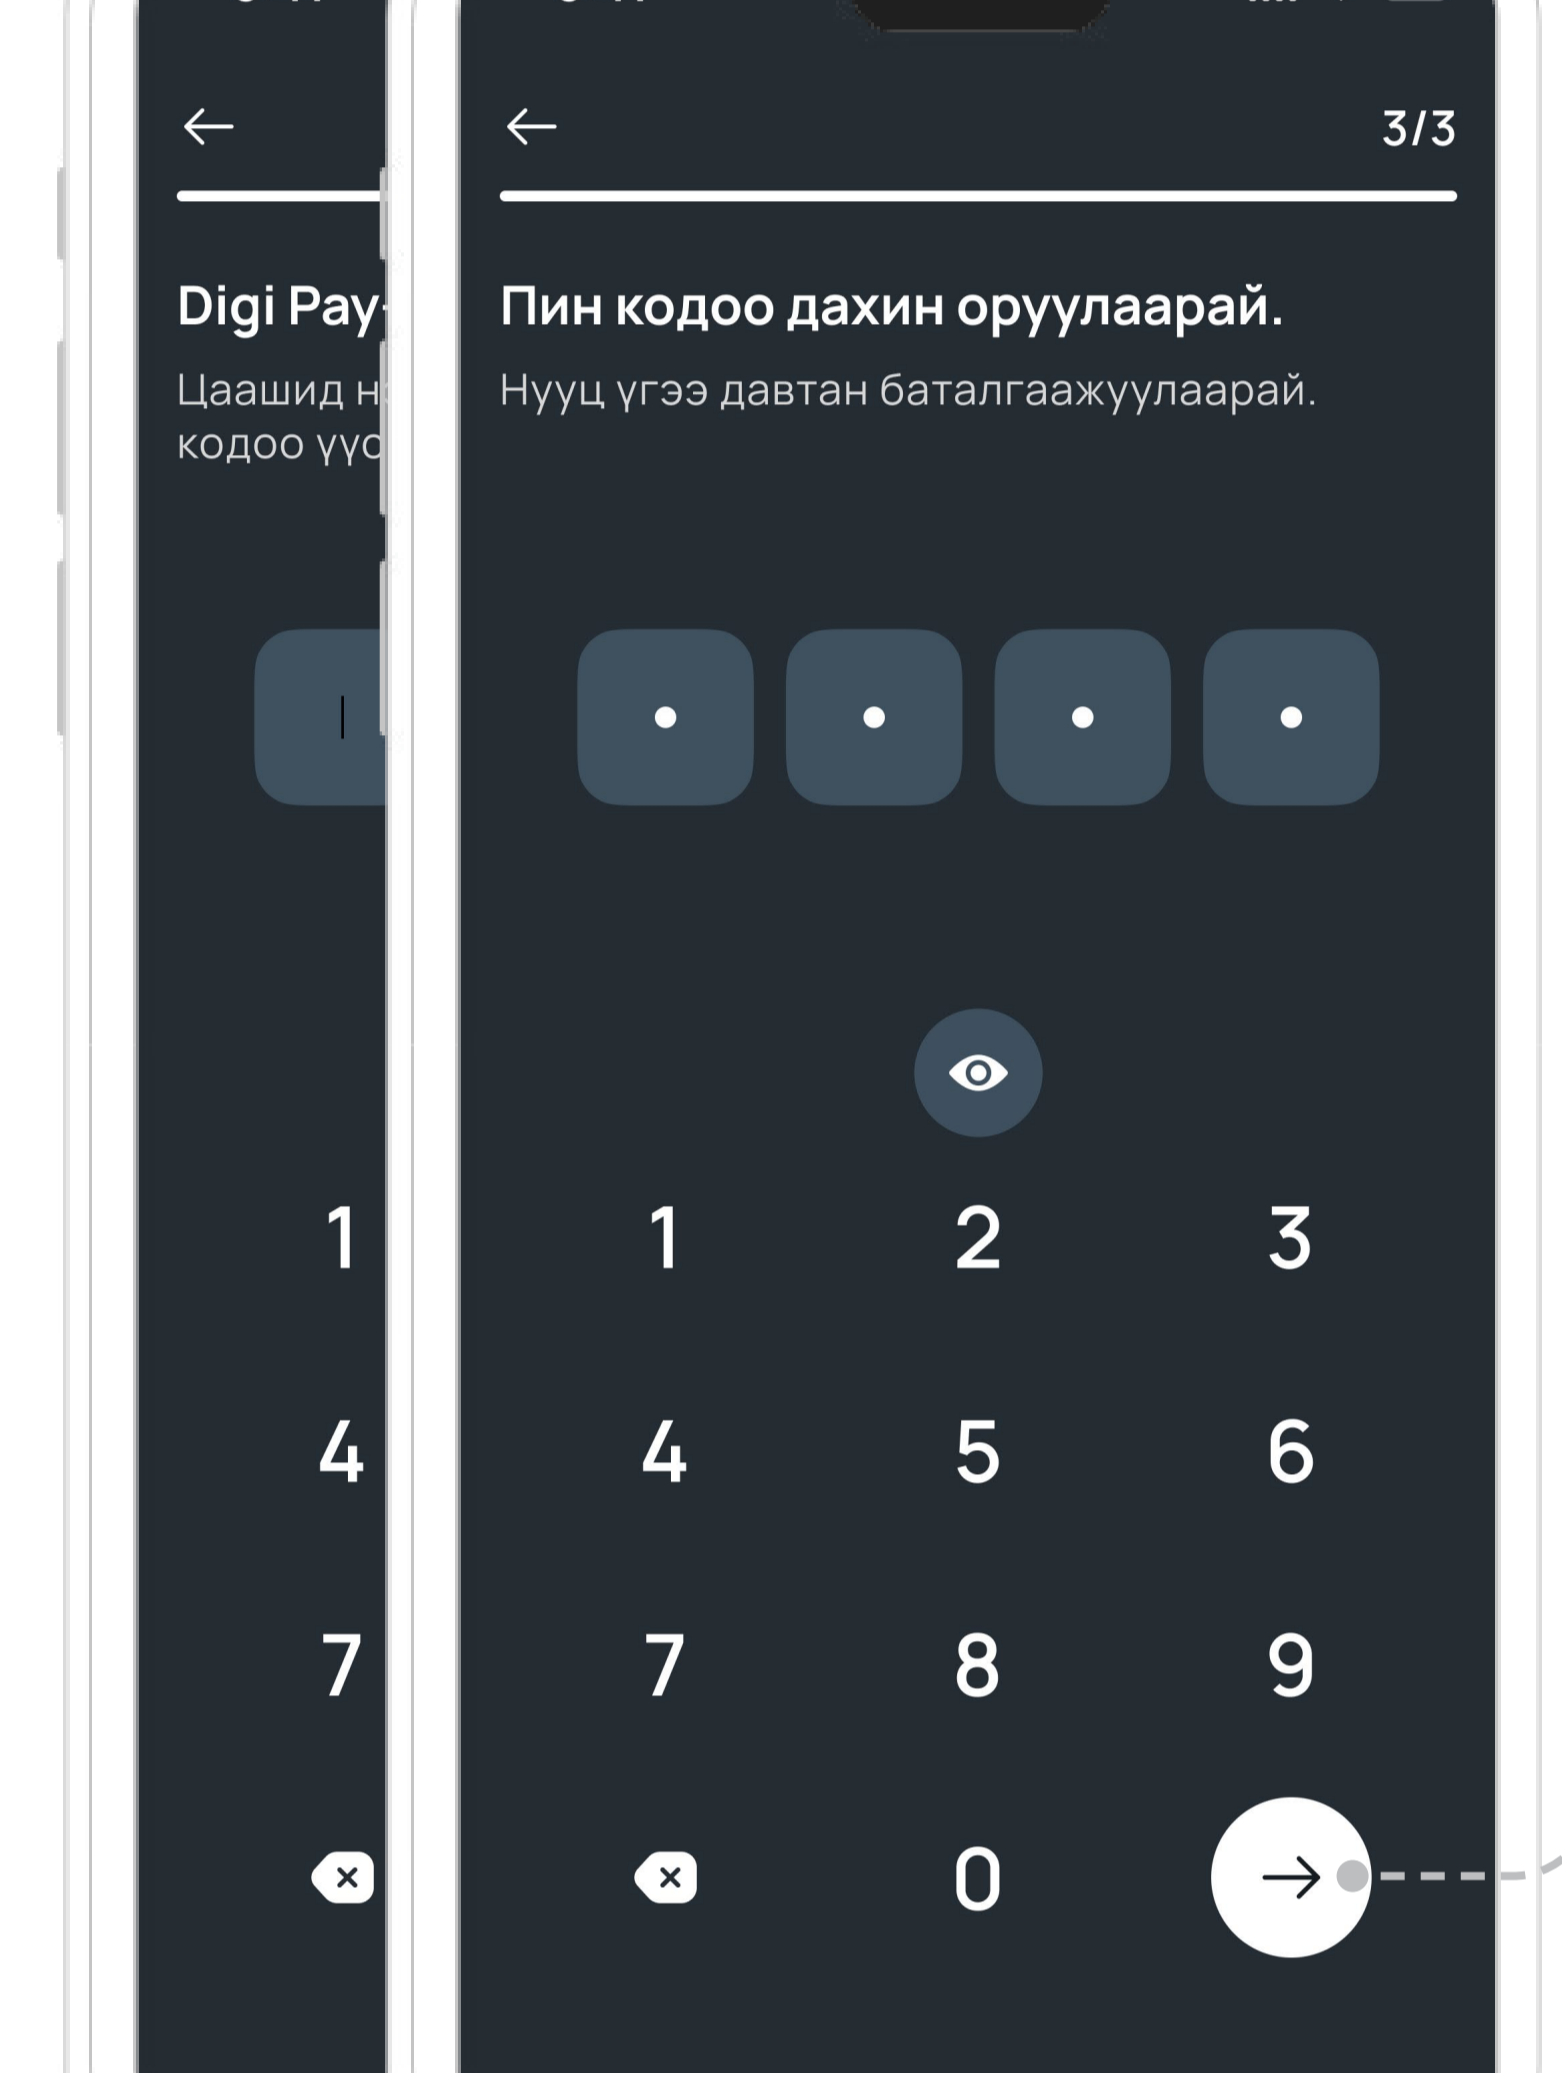 Digi Pay-
Цаашид
кодоо
1
4
7
3/3
Пин кодоо дахин оруулаарай.
Нууц үгээ давтан баталгаажуулаарай.
1 2 3
4 5 6
7 8 9
0